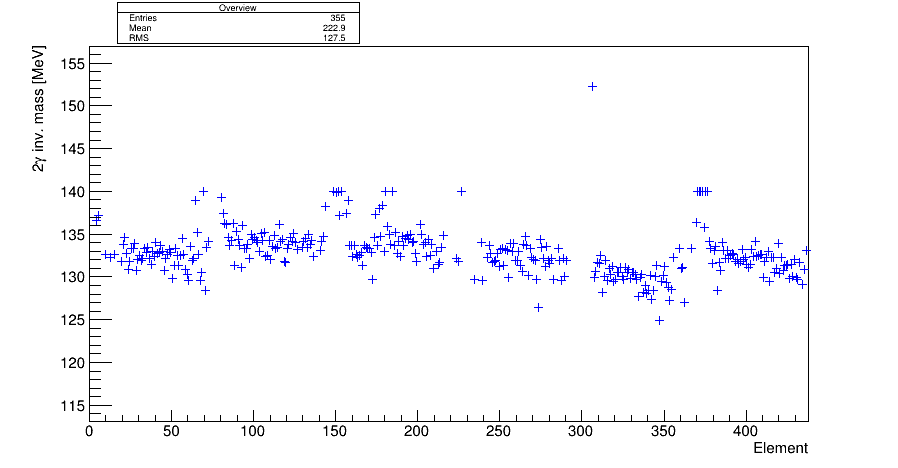 Overview
Entries 355
Mean 222.9
RMS 127.5
2γ inv. mass [MeV]
155
150
145
140
135
130
125
120
115
0 50 100 150 200 250 300 350 400
Element